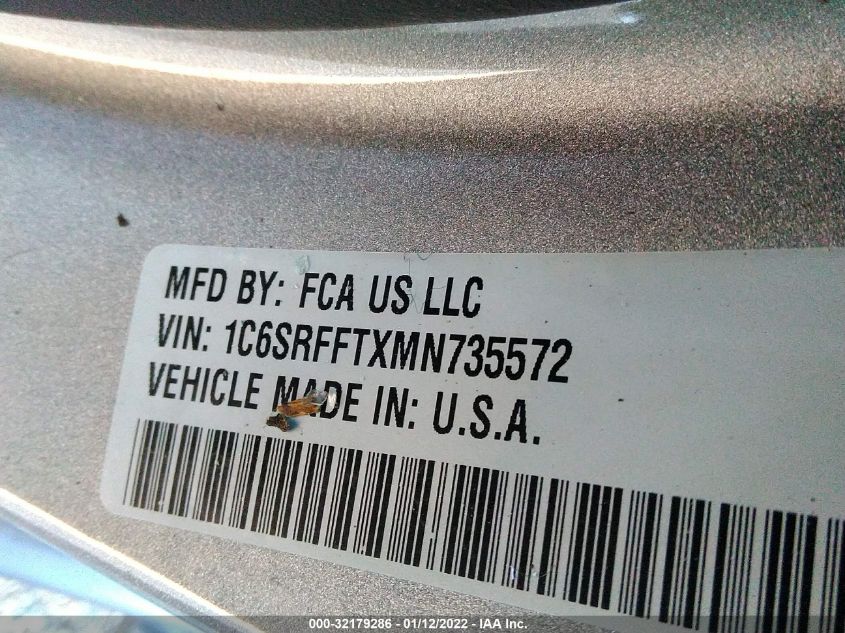 MFD BY: FCA US LLC
VIN: 1C6SRFFTXMN735572
VEHICLE MADE IN: U.S.A.
000-32179286 - 01/12/2022 - IAA Inc.